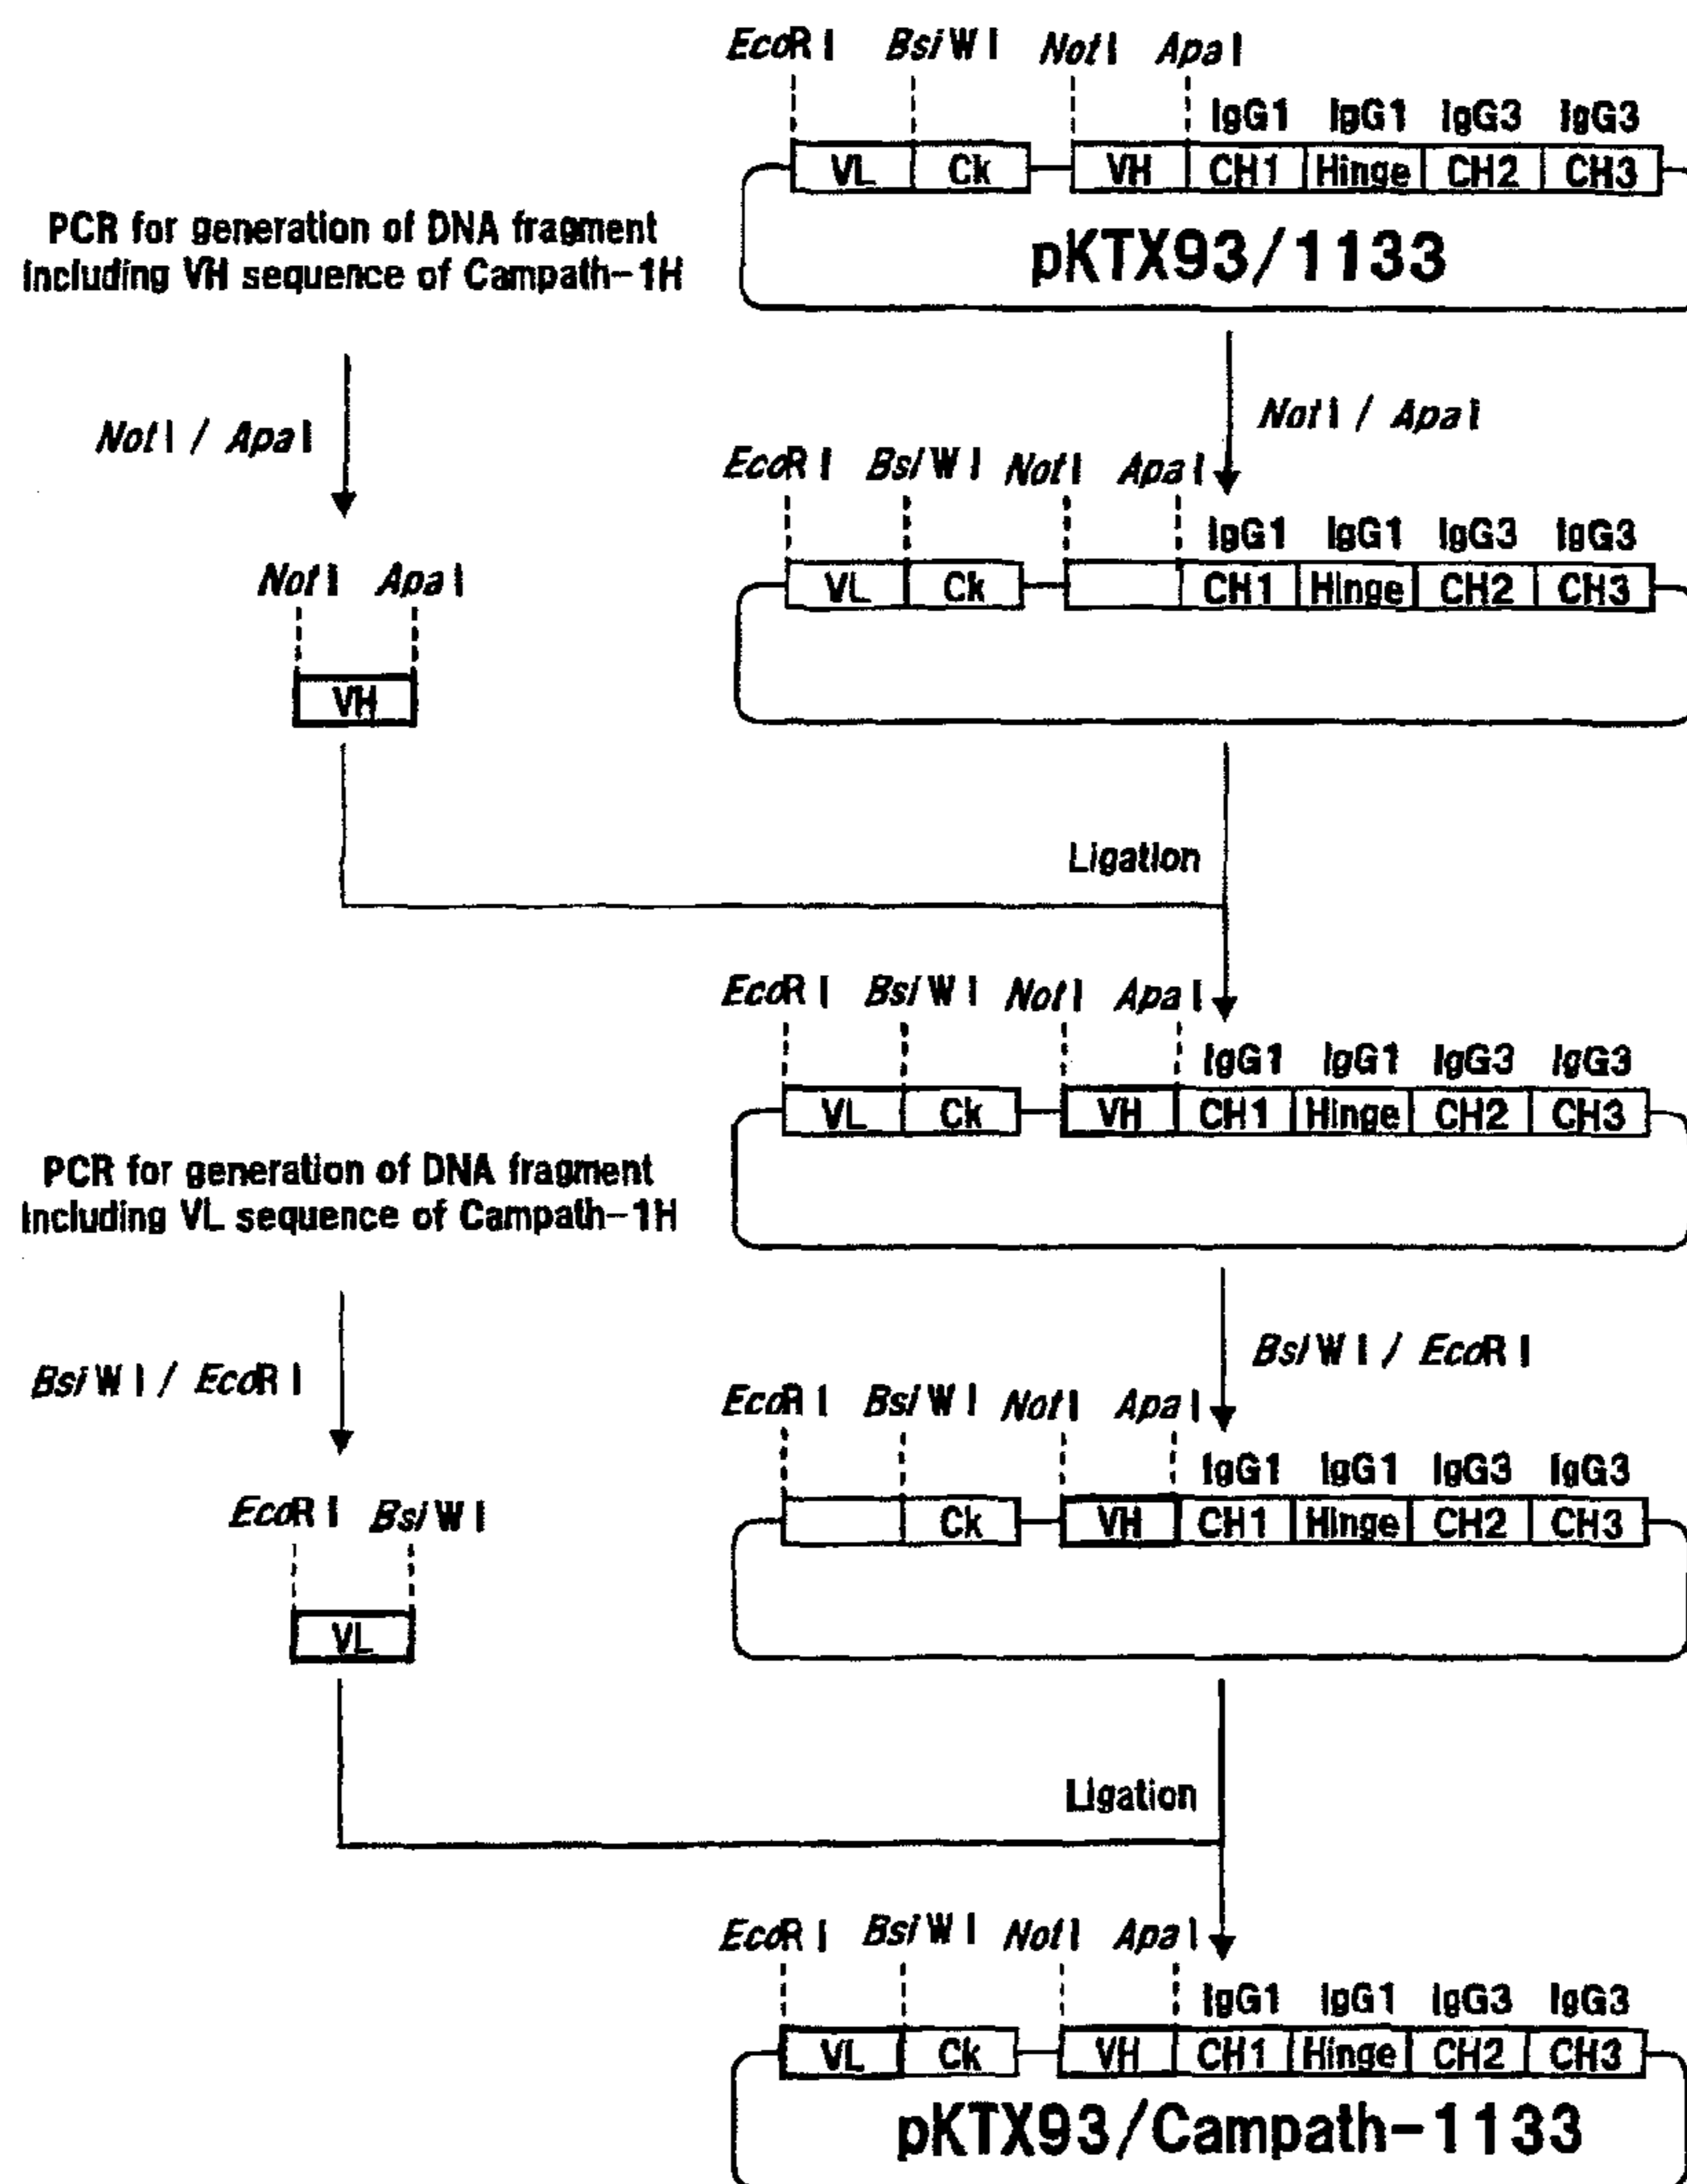 EcoR I BsiW I Not I Apa I
IgG1 IgG1 IgG3 IgG3
VL Ck VH CH1 Hinge CH2 CH3
pKTX93/1133
PCR for generation of DNA fragment
including VH sequence of Campath-1H
Not I / Apa I
Not I / Apa I
EcoR I BsiW I Not I Apa I
IgG1 IgG1 IgG3 IgG3
VL Ck CH1 Hinge CH2 CH3
Not I Apa I
VH
Ligation
EcoR I BsiW I Not I Apa I
IgG1 IgG1 IgG3 IgG3
VL Ck VH CH1 Hinge CH2 CH3
PCR for generation of DNA fragment
including VL sequence of Campath-1H
BsiW I / EcoR I
BsiW I / EcoR I
EcoR I BsiW I Not I Apa I
IgG1 IgG1 IgG3 IgG3
Ck VH CH1 Hinge CH2 CH3
EcoR I BsiW I
VL
Ligation
EcoR I BsiW I Not I Apa I
IgG1 IgG1 IgG3 IgG3
VL Ck VH CH1 Hinge CH2 CH3
pKTX93/Campath-1133